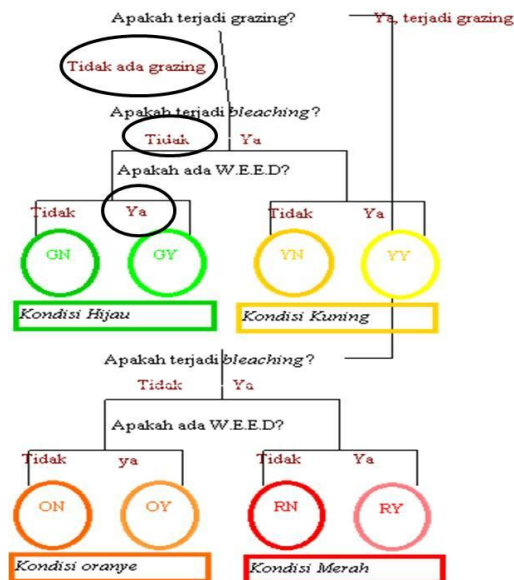 Apakah terjadi grazing?
Ya, terjadi grazing
Tidak ada grazing
Apakah terjadi bleaching?
Tidak Ya
Apakah ada W.E.E.D?
Tidak Ya Tidak Ya
GN GY YN YY
Kondisi Hijau Kondisi Kuning
Apakah terjadi bleaching?
Tidak Ya
Apakah ada W.E.E.D?
Tidak ya Tidak Ya
ON OY RN RY
Kondisi oranye Kondisi Merah